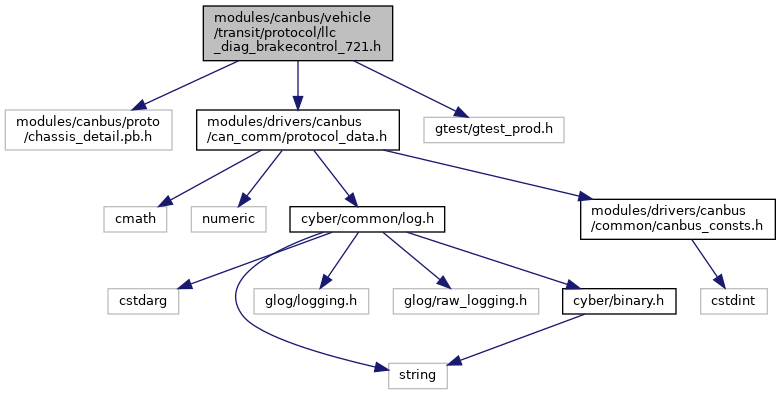 modules/canbus/vehicle
/transit/protocol/llc
_diag_brakecontrol_721.h
modules/canbus/proto
/chassis_detail.pb.h
modules/drivers/canbus
/can_comm/protocol_data.h
gtest/gtest_prod.h
cmath
numeric
cyber/common/log.h
modules/drivers/canbus
/common/canbus_consts.h
cstdarg
glog/logging.h
glog/raw_logging.h
cyber/binary.h
cstdint
string